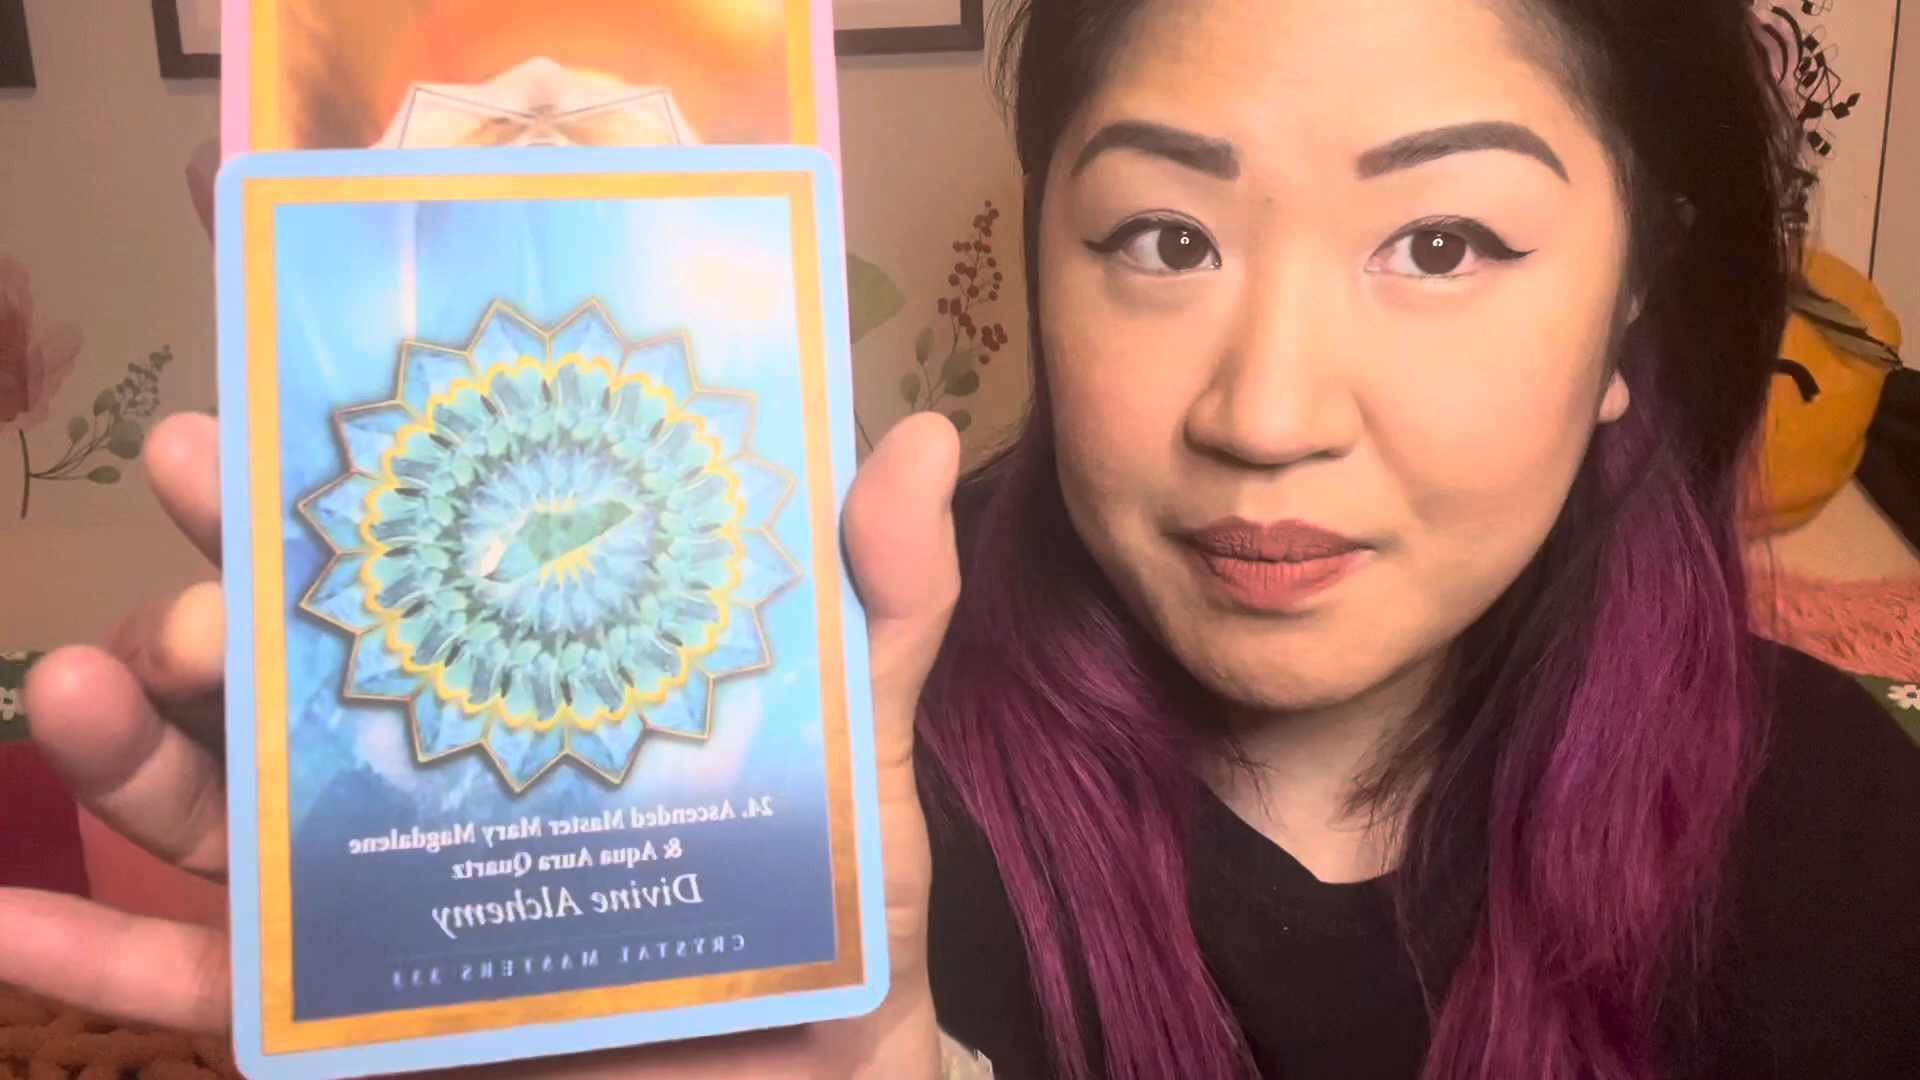 24. Ascended Master Mary Magdalene
& Aqua Aura Quartz
Divine Alchemy
CRYSTAL MASTERS 333